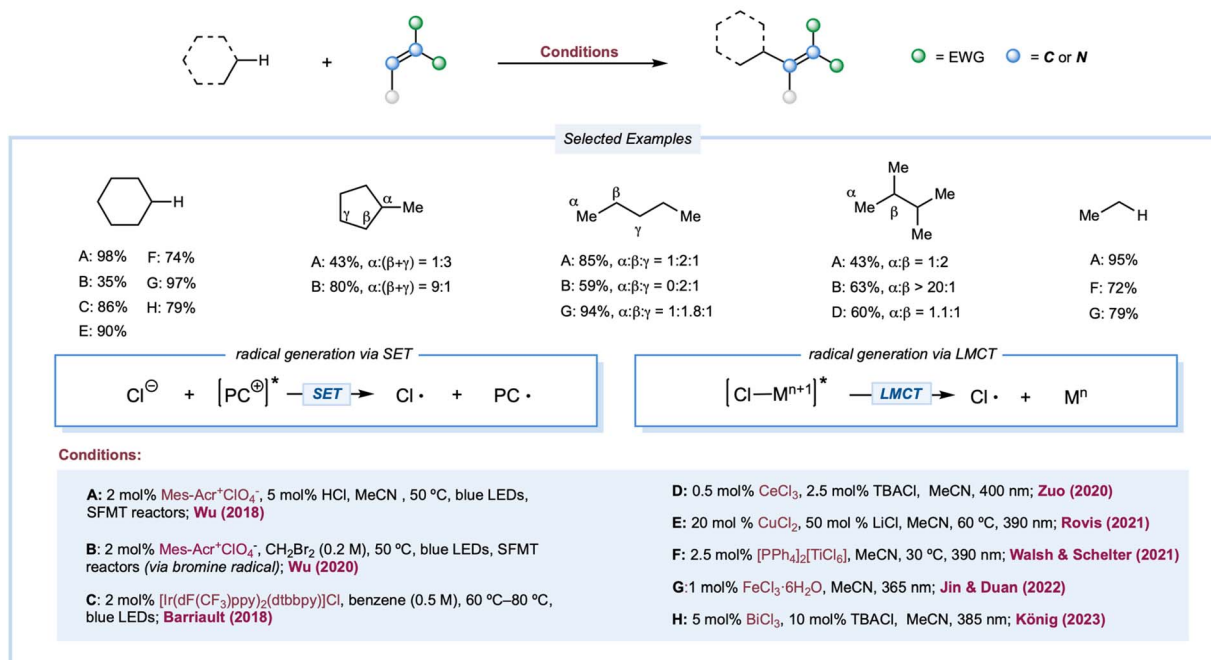 H
+
Conditions
= EWG
= C or N
Selected Examples
H
A: 98% F: 74%
B: 35% G: 97%
C: 86% H: 79%
E: 90%
α
β
γ
Me
A: 43%, α:(β+γ) = 1:3
B: 80%, α:(β+γ) = 9:1
β
α
Me
Me
γ
A: 85%, α:β:γ = 1:2:1
B: 59%, α:β:γ = 0:2:1
G: 94%, α:β:γ = 1:1.8:1
Me
α
Me
Me
β
Me
A: 43%, α:β = 1:2
B: 63%, α:β > 20:1
D: 60%, α:β = 1.1:1
Me H
A: 95%
F: 72%
G: 79%
radical generation via SET
Cl⊖ + [PC⊕]* SET Cl· + PC·
radical generation via LMCT
[Cl—Mⁿ⁺¹]* LMCT Cl· + Mⁿ
Conditions:
A: 2 mol% Mes-Acr⁺ClO₄⁻, 5 mol% HCl, MeCN , 50 ºC, blue LEDs,
SFMT reactors; Wu (2018)
B: 2 mol% Mes-Acr⁺ClO₄⁻, CH₂Br₂ (0.2 M), 50 ºC, blue LEDs, SFMT
reactors (via bromine radical); Wu (2020)
C: 2 mol% [Ir(dF(CF₃)ppy)₂(dtbbpy)]Cl, benzene (0.5 M), 60 ºC–80 ºC,
blue LEDs; Barriault (2018)
D: 0.5 mol% CeCl₃, 2.5 mol% TBACl, MeCN, 400 nm; Zuo (2020)
E: 20 mol % CuCl₂, 50 mol % LiCl, MeCN, 60 ºC, 390 nm; Rovis (2021)
F: 2.5 mol% [PPh₄]₂[TiCl₆], MeCN, 30 ºC, 390 nm; Walsh & Schelter (2021)
G:1 mol% FeCl₃·6H₂O, MeCN, 365 nm; Jin & Duan (2022)
H: 5 mol% BiCl₃, 10 mol% TBACl, MeCN, 385 nm; König (2023)